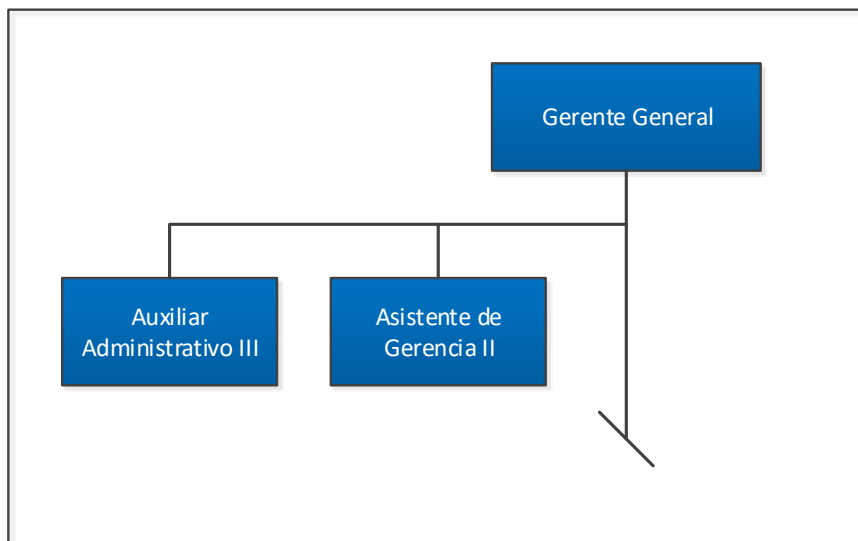 Gerente General
Auxiliar
Administrativo III
Asistente de
Gerencia II